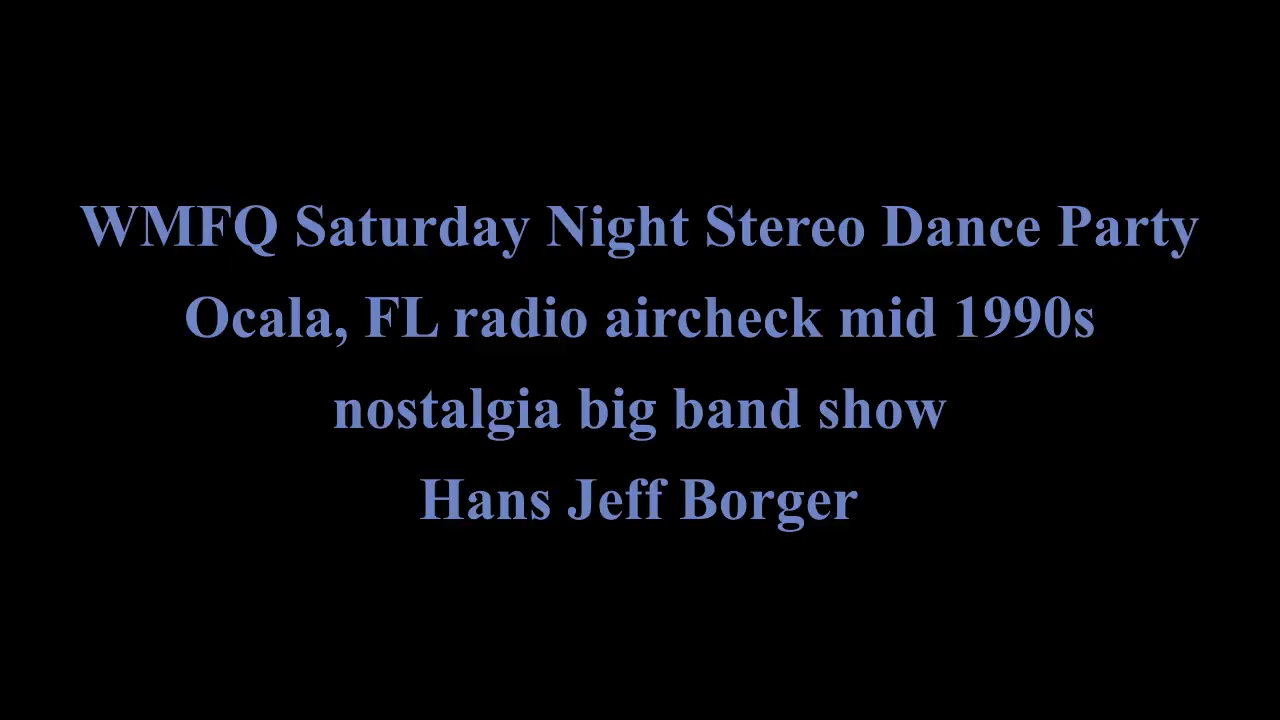 WMFQ Saturday Night Stereo Dance Party
Ocala, FL radio aircheck mid 1990s
nostalgia big band show
Hans Jeff Borger